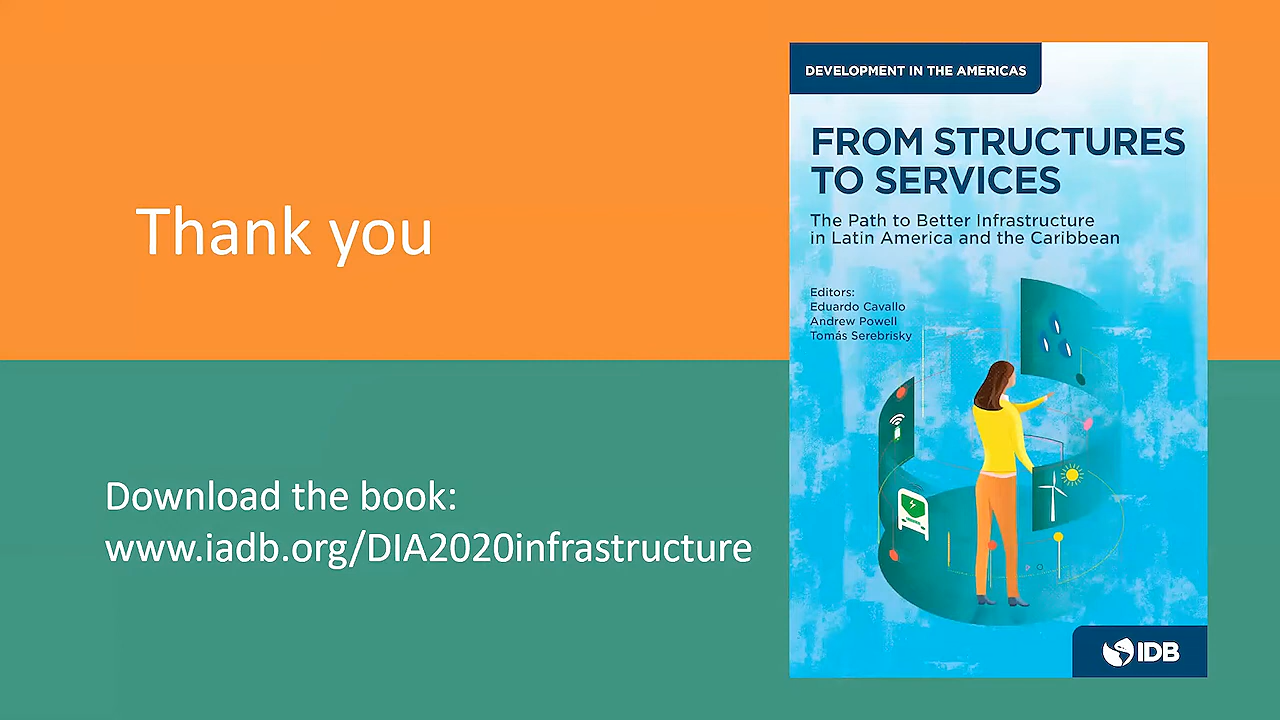 Thank you
Download the book:
www.iadb.org/DIA2020infrastructure
DEVELOPMENT IN THE AMERICAS
FROM STRUCTURES
TO SERVICES
The Path to Better Infrastructure
in Latin America and the Caribbean
Editors:
Eduardo Cavallo
Andrew Powell
Tomás Serebrisky
IDB